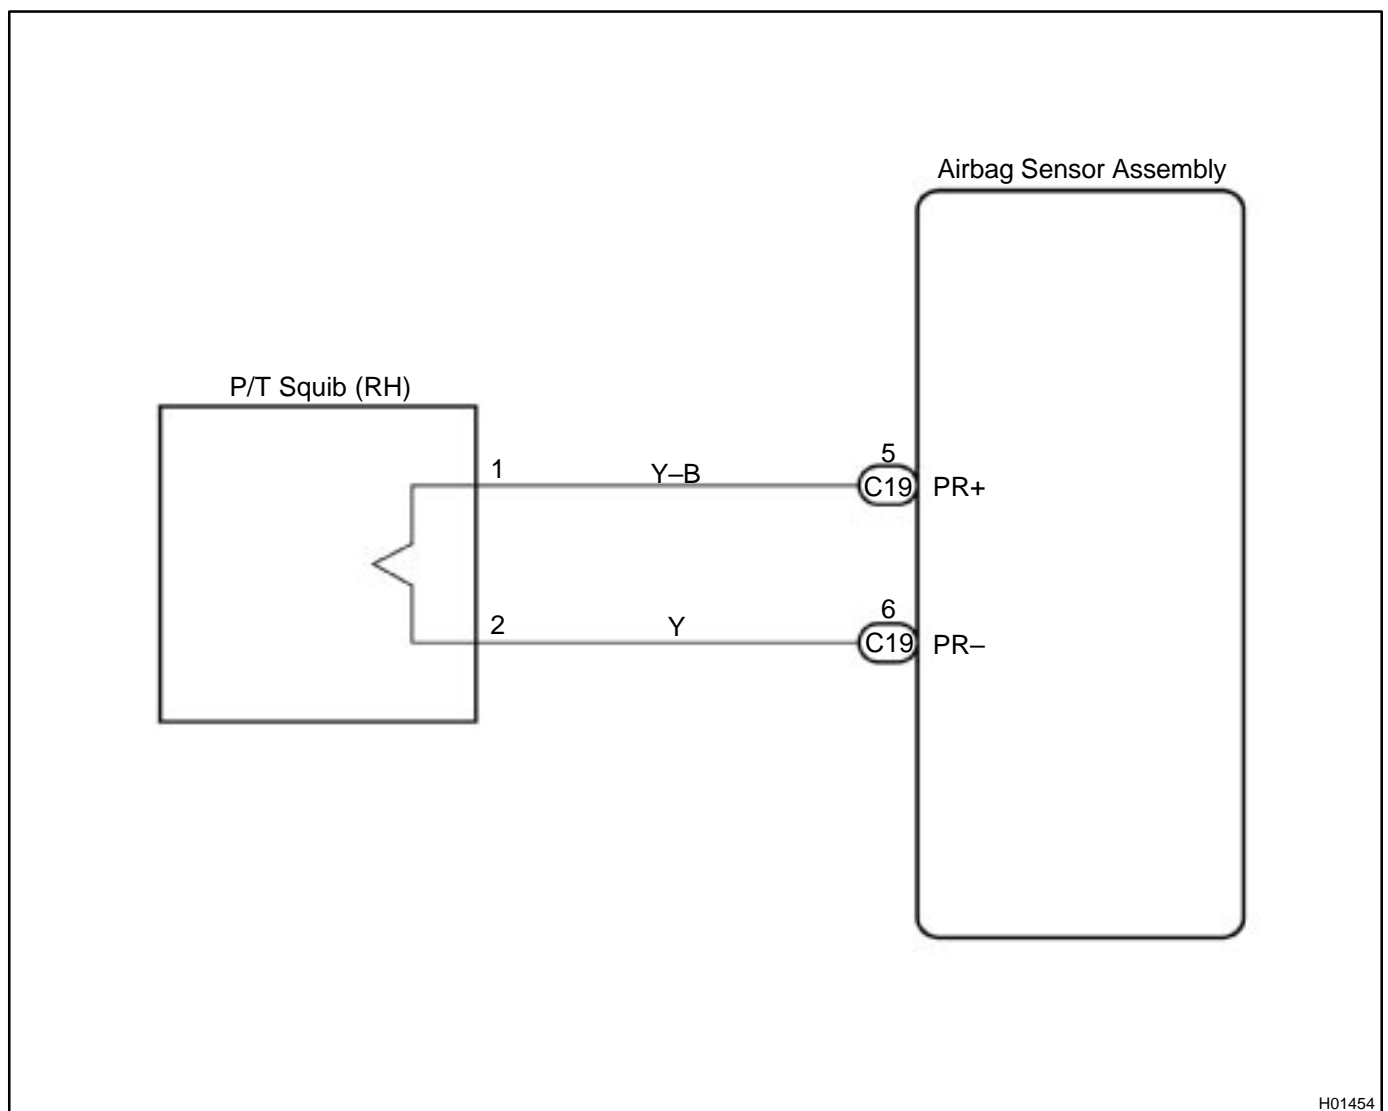 Airbag Sensor Assembly
P/T Squib (RH)
1
Y–B
5
C19
PR+
2
Y
6
C19
PR–
H01454